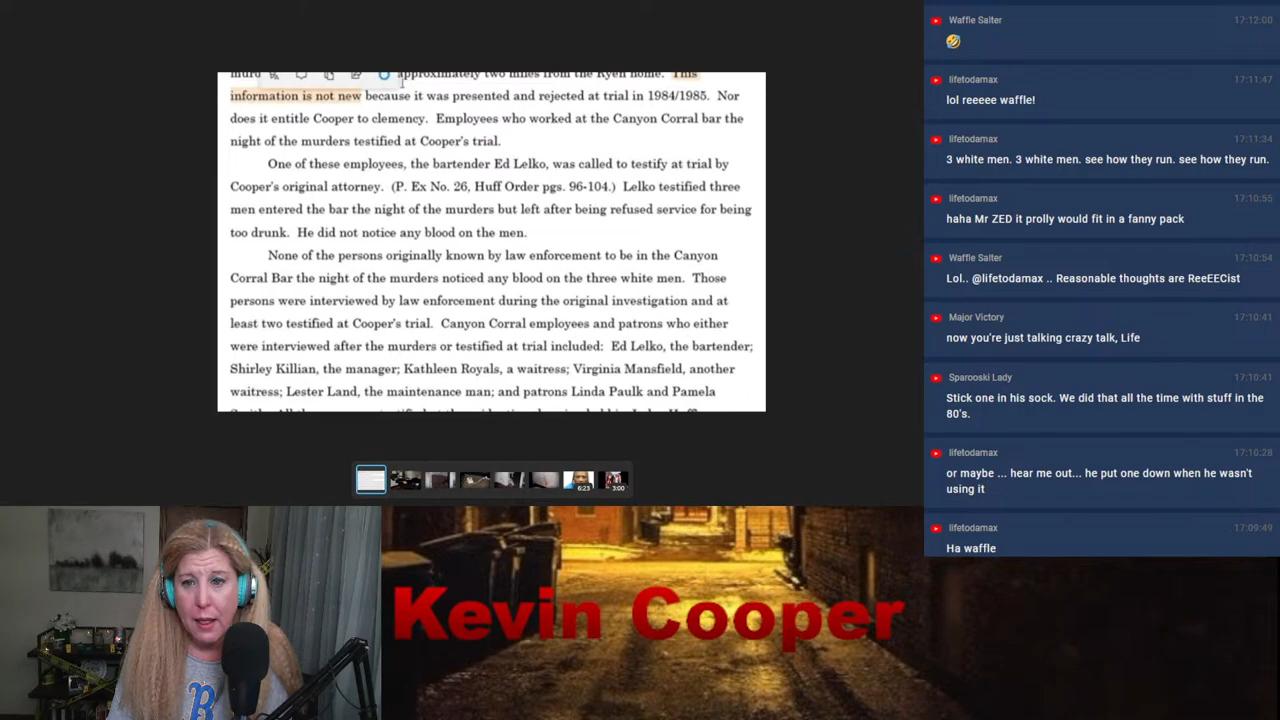 approximately two miles from the Ryen home. This
information is not new because it was presented and rejected at trial in 1984/1985. Nor
does it entitle Cooper to clemency. Employees who worked at the Canyon Corral bar the
night of the murders testified at Cooper's trial.
One of these employees, the bartender Ed Lelko, was called to testify at trial by
Cooper's original attorney. (P. Ex No. 26, Huff Order pgs. 96-104.) Lelko testified three
men entered the bar the night of the murders but left after being refused service for being
too drunk. He did not notice any blood on the men.
None of the persons originally known by law enforcement to be in the Canyon
Corral Bar the night of the murders noticed any blood on the three white men. Those
persons were interviewed by law enforcement during the original investigation and at
least two testified at Cooper's trial. Canyon Corral employees and patrons who either
were interviewed after the murders or testified at trial included: Ed Lelko, the bartender;
Shirley Killian, the manager; Kathleen Royals, a waitress; Virginia Mansfield, another
waitress; Lester Land, the maintenance man; and patrons Linda Paulk and Pamela
6:23
3:00
Kevin Cooper
Waffle Salter 17:12:00
🤣
lifetodamax 17:11:47
lol reeeee waffle!
lifetodamax 17:11:34
3 white men. 3 white men. see how they run. see how they run.
lifetodamax 17:10:55
haha Mr ZED it prolly would fit in a fanny pack
Waffle Salter 17:10:54
Lol.. @lifetodamax .. Reasonable thoughts are ReeEECist
Major Victory 17:10:41
now you're just talking crazy talk, Life
Sparooski Lady 17:10:41
Stick one in his sock. We did that all the time with stuff in the
80's.
lifetodamax 17:10:28
or maybe ... hear me out... he put one down when he wasn't
using it
lifetodamax 17:09:49
Ha waffle